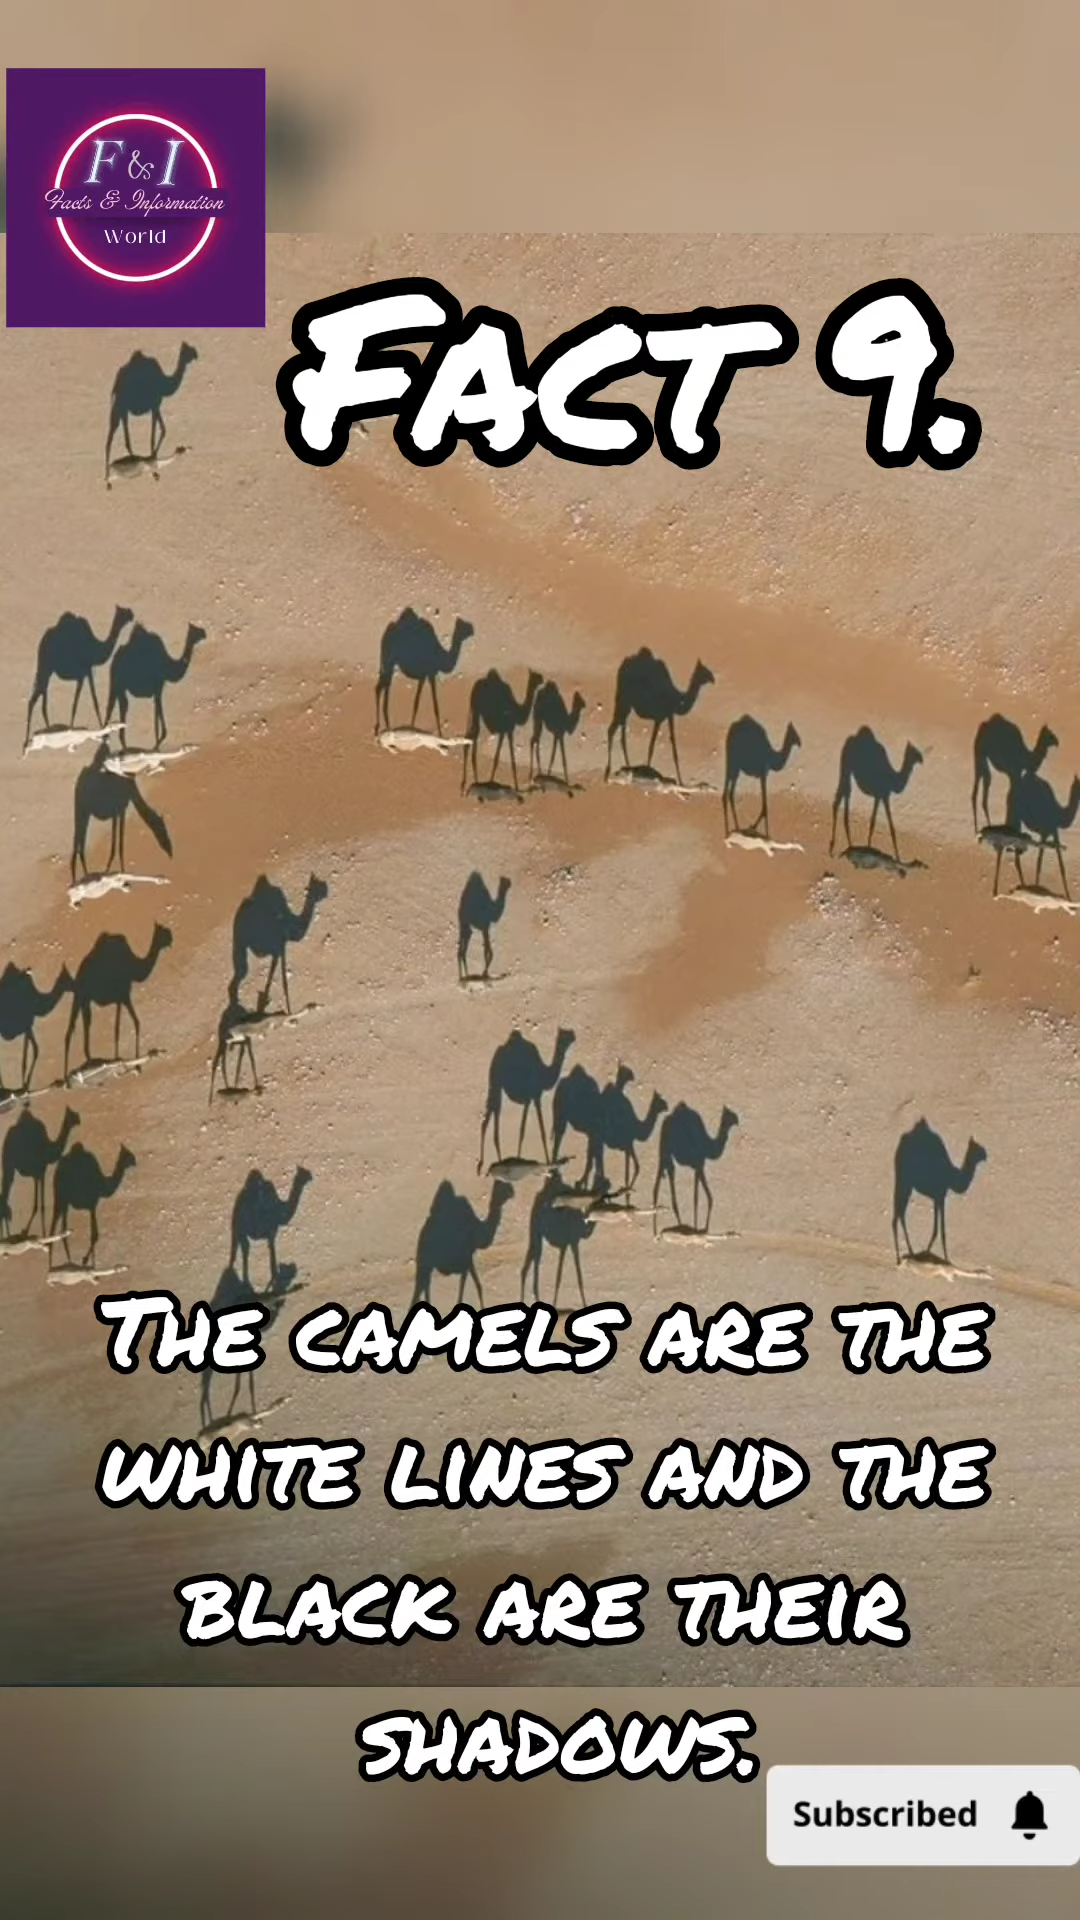 F&I
Facts & Information
World
FACT 9.
THE CAMELS ARE THE
WHITE LINES AND THE
BLACK ARE THEIR
SHADOWS.
Subscribed